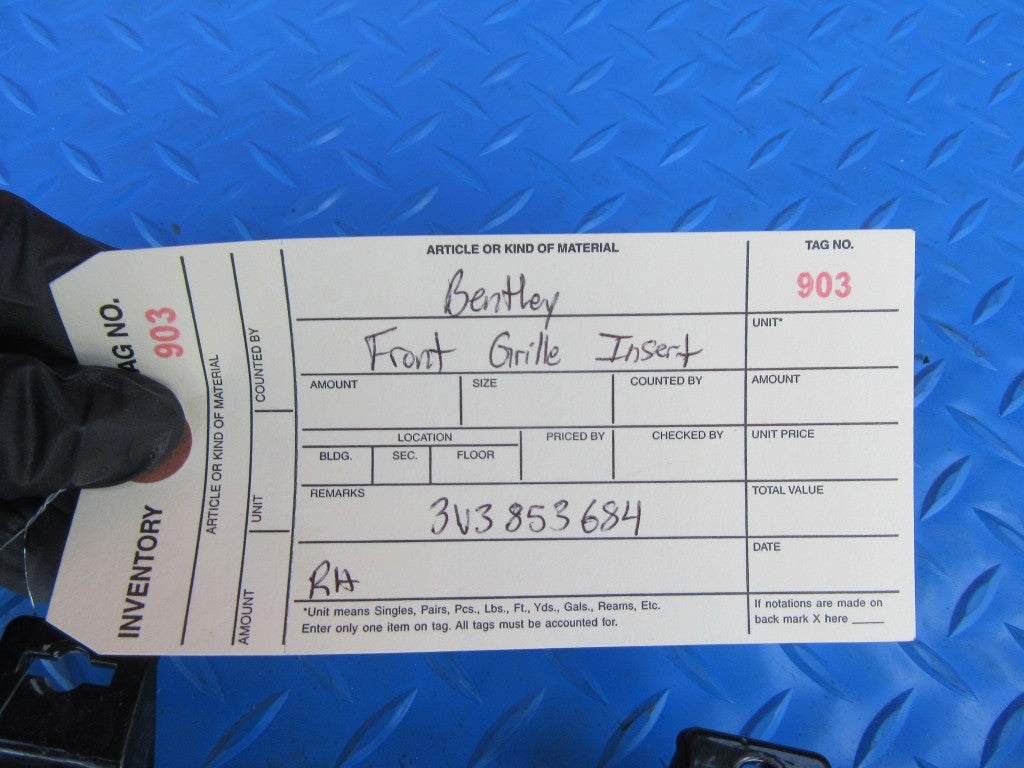 ARTICLE OR KIND OF MATERIAL
TAG NO.
Bentley
903
Front Grille Insert
UNIT*
AMOUNT
SIZE
COUNTED BY
AMOUNT
LOCATION
PRICED BY
CHECKED BY
UNIT PRICE
BLDG.
SEC.
FLOOR
REMARKS
3V3 853 684
TOTAL VALUE
RH
DATE
*Unit means Singles, Pairs, Pcs., Lbs., Ft., Yds., Gals., Reams, Etc.
Enter only one item on tag. All tags must be accounted for.
If notations are made on
back mark X here _____
INVENTORY
AG NO.
903
ARTICLE OR KIND OF MATERIAL
AMOUNT
UNIT
COUNTED BY